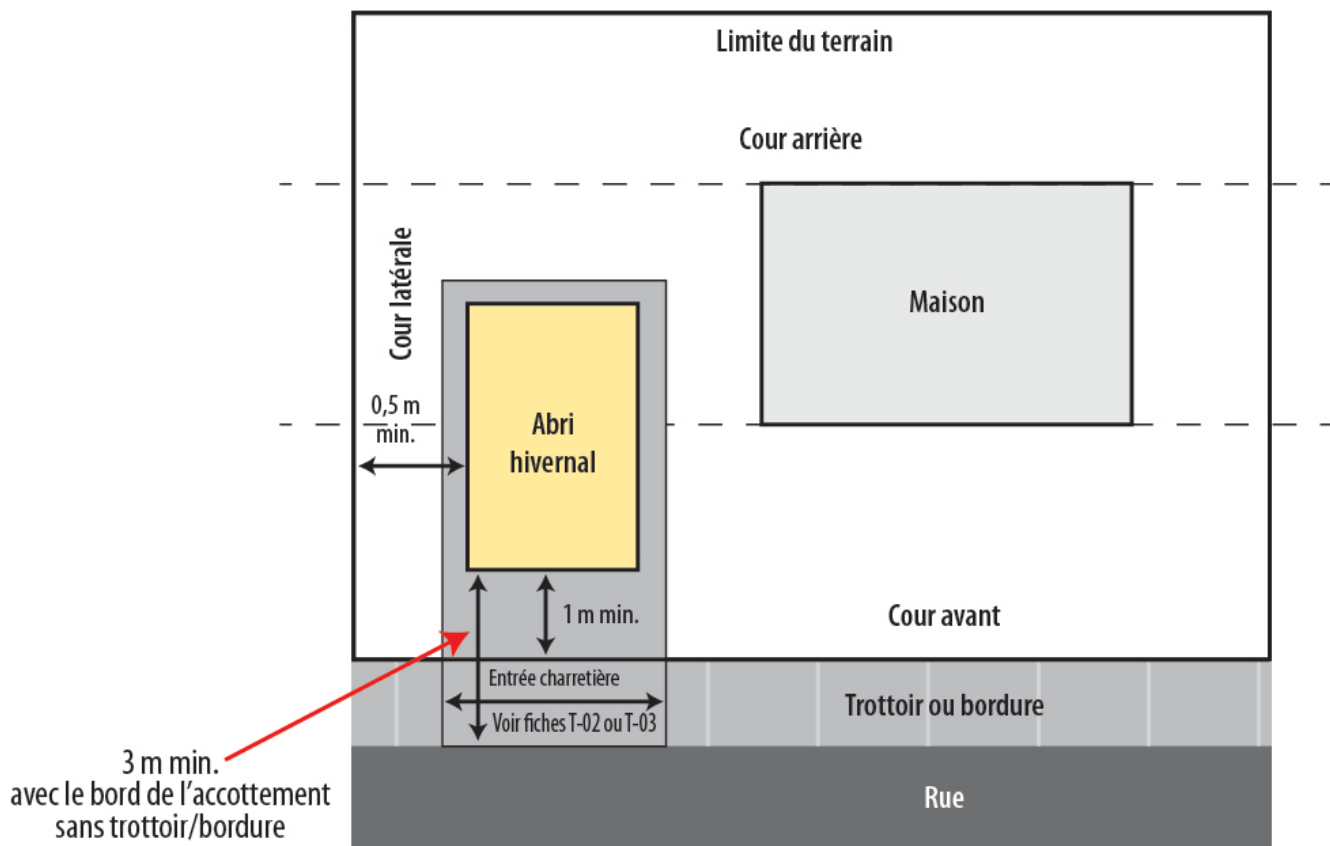 Limite du terrain
Cour arrière
Cour latérale
Maison
0,5 m
min.
Abri
hivernal
1 m min.
Cour avant
Entrée charretière
Voir fiches T-02 ou T-03
Trottoir ou bordure
3 m min.
avec le bord de l'accottement
sans trottoir/bordure
Rue